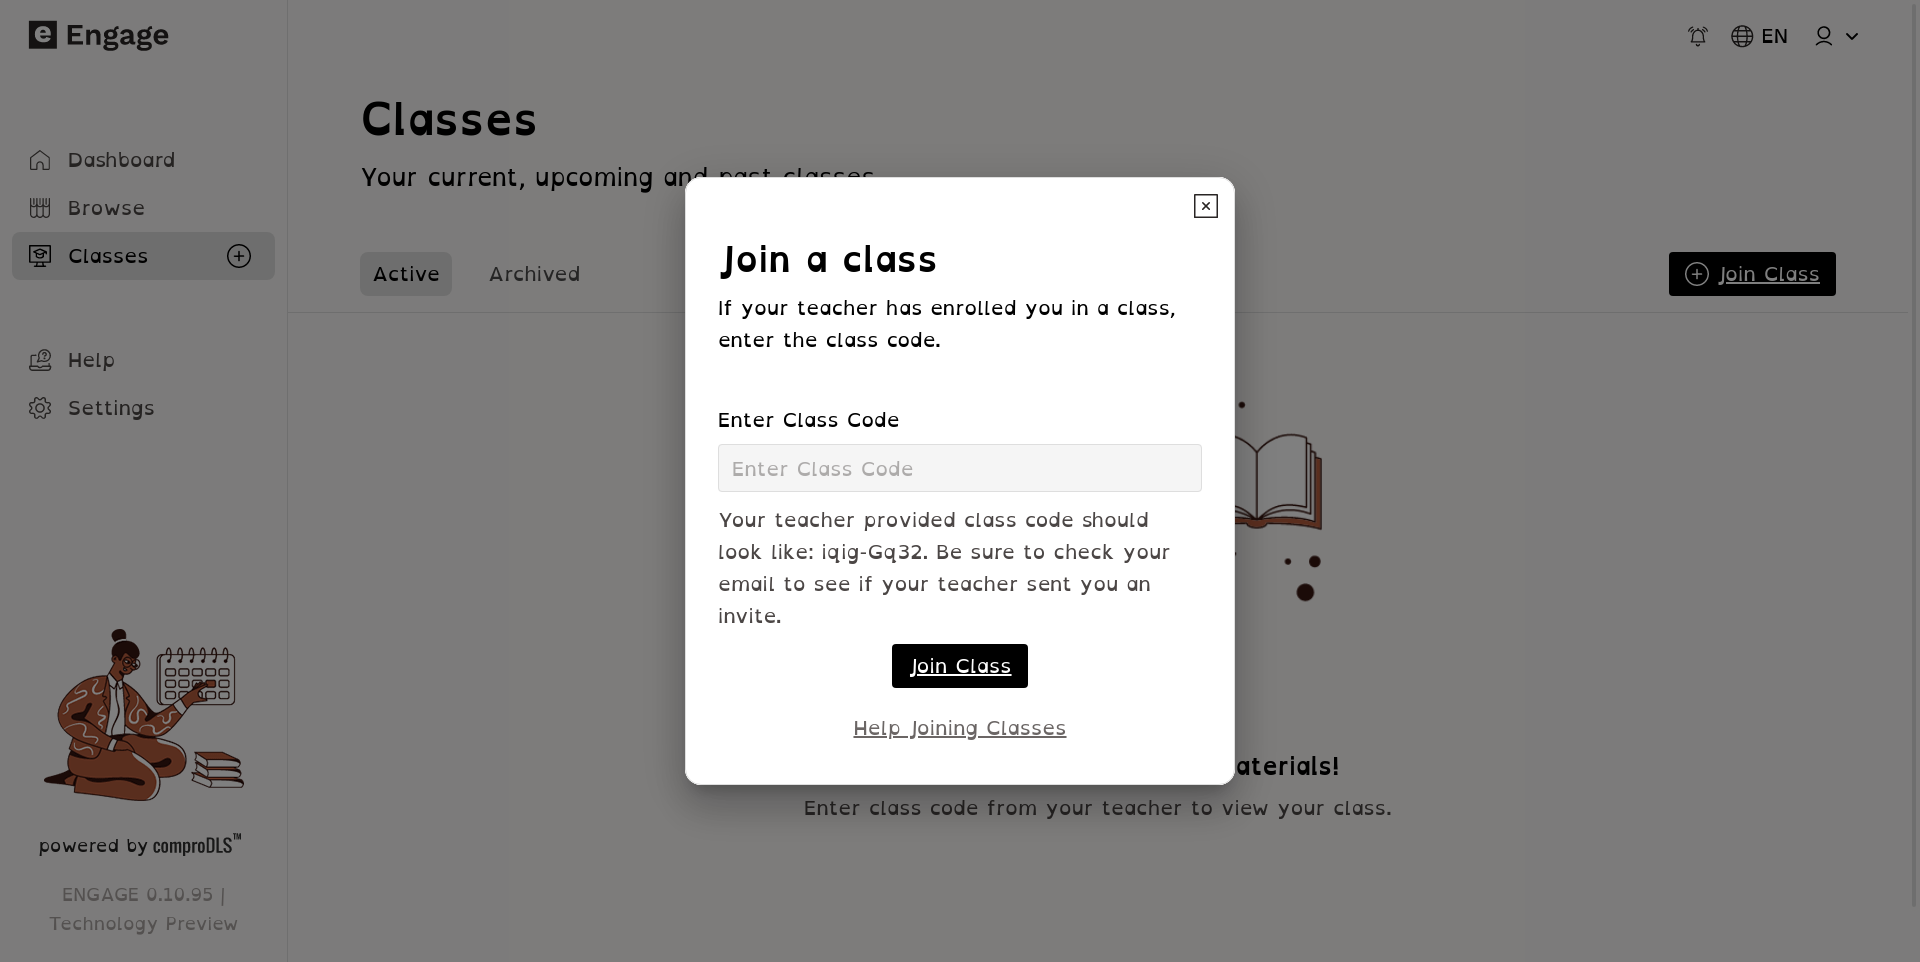 Engage
EN
Classes
Your current, upcoming and past classes
Dashboard
Browse
Classes
Active
Archived
Join Class
Help
Settings
Join a class
If your teacher has enrolled you in a class,
enter the class code.
Enter Class Code
Enter Class Code
Your teacher provided class code should
look like: iqig-Gq32. Be sure to check your
email to see if your teacher sent you an
invite.
Join Class
Help Joining Classes
aterials!
Enter class code from your teacher to view your class.
powered by comproDLS™
ENGAGE 0.10.95 |
Technology Preview